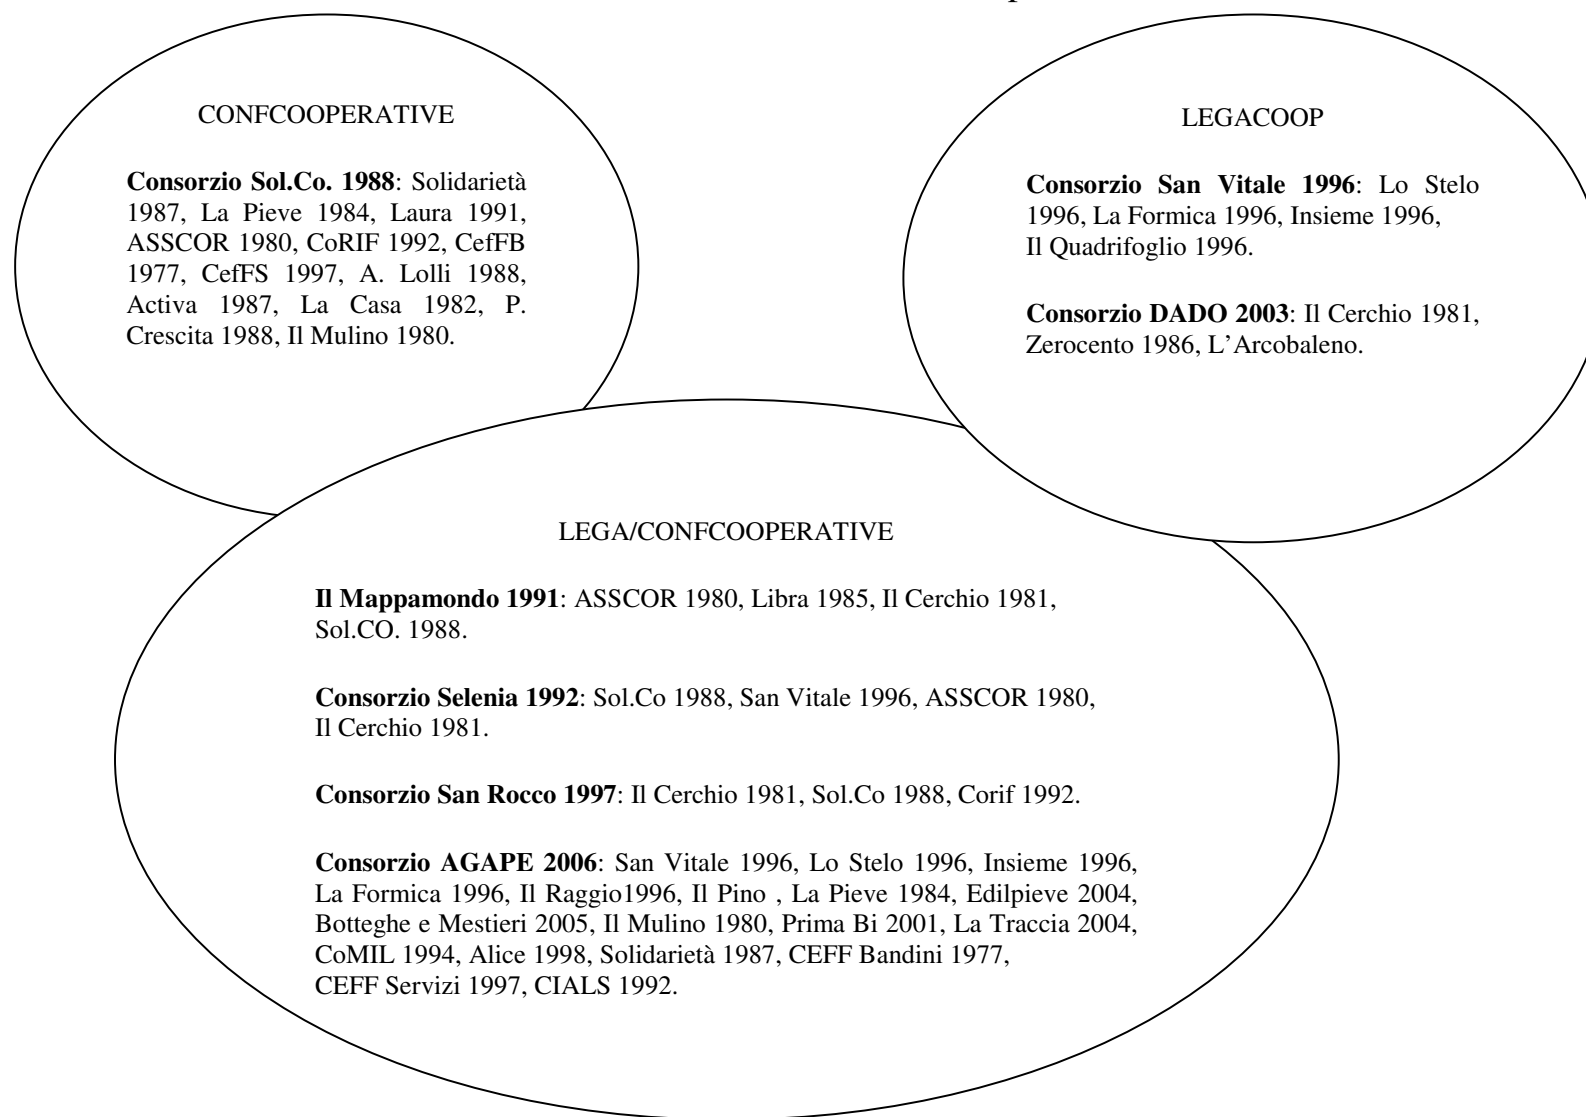 CONFCOOPERATIVE
Consorzio Sol.Co. 1988: Solidarietà
1987, La Pieve 1984, Laura 1991,
ASSCOR 1980, CoRIF 1992, CefFB
1977, CefFS 1997, A. Lolli 1988,
Activa 1987, La Casa 1982, P.
Crescita 1988, Il Mulino 1980.
LEGACOOP
Consorzio San Vitale 1996: Lo Stelo
1996, La Formica 1996, Insieme 1996,
Il Quadrifoglio 1996.
Consorzio DADO 2003: Il Cerchio 1981,
Zerocento 1986, L’Arcobaleno.
LEGA/CONFCOOPERATIVE
Il Mappamondo 1991: ASSCOR 1980, Libra 1985, Il Cerchio 1981,
Sol.CO. 1988.
Consorzio Selenia 1992: Sol.Co 1988, San Vitale 1996, ASSCOR 1980,
Il Cerchio 1981.
Consorzio San Rocco 1997: Il Cerchio 1981, Sol.Co 1988, Corif 1992.
Consorzio AGAPE 2006: San Vitale 1996, Lo Stelo 1996, Insieme 1996,
La Formica 1996, Il Raggio1996, Il Pino , La Pieve 1984, Edilpieve 2004,
Botteghe e Mestieri 2005, Il Mulino 1980, Prima Bi 2001, La Traccia 2004,
CoMIL 1994, Alice 1998, Solidarietà 1987, CEFF Bandini 1977,
CEFF Servizi 1997, CIALS 1992.